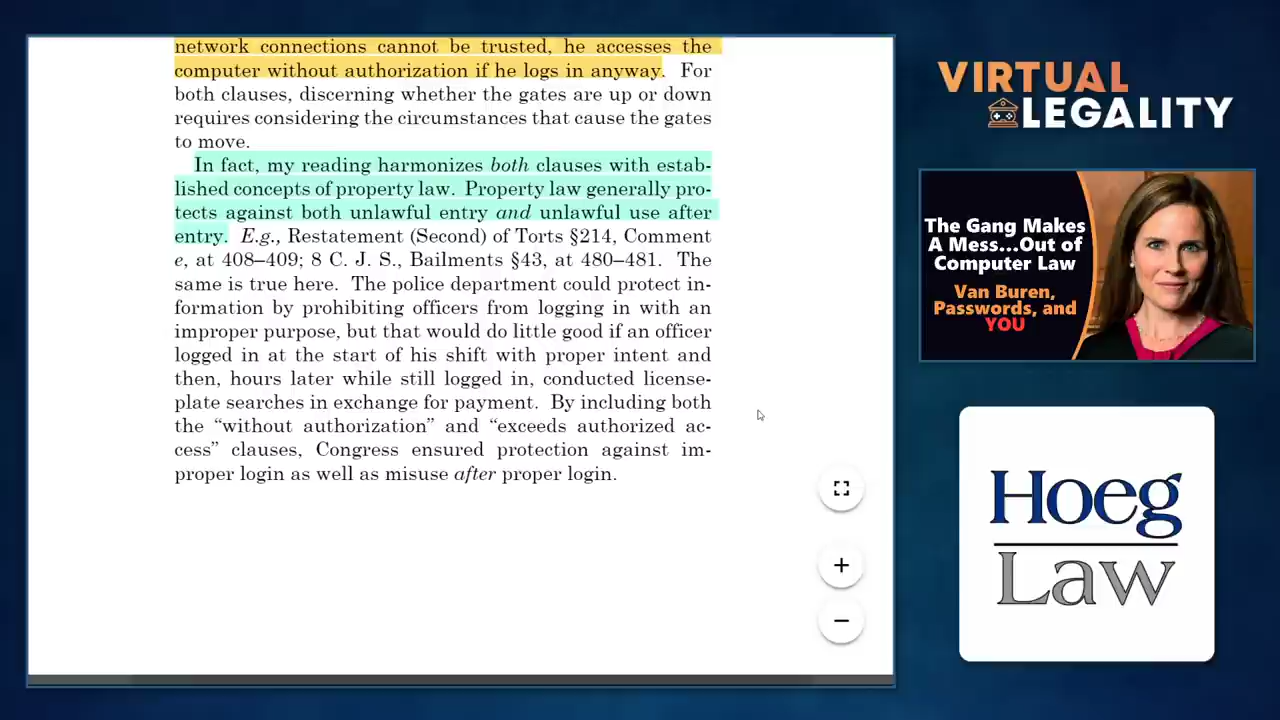 network connections cannot be trusted, he accesses the
computer without authorization if he logs in anyway. For
both clauses, discerning whether the gates are up or down
requires considering the circumstances that cause the gates
to move.
In fact, my reading harmonizes both clauses with estab-
lished concepts of property law. Property law generally pro-
tects against both unlawful entry and unlawful use after
entry. E.g., Restatement (Second) of Torts §214, Comment
e, at 408–409; 8 C. J. S., Bailments §43, at 480–481. The
same is true here. The police department could protect in-
formation by prohibiting officers from logging in with an
improper purpose, but that would do little good if an officer
logged in at the start of his shift with proper intent and
then, hours later while still logged in, conducted license-
plate searches in exchange for payment. By including both
the “without authorization” and “exceeds authorized ac-
cess” clauses, Congress ensured protection against im-
proper login as well as misuse after proper login.
VIRTUAL
LEGALITY
The Gang Makes
A Mess...Out of
Computer Law
Van Buren,
Passwords, and
YOU
Hoeg
Law